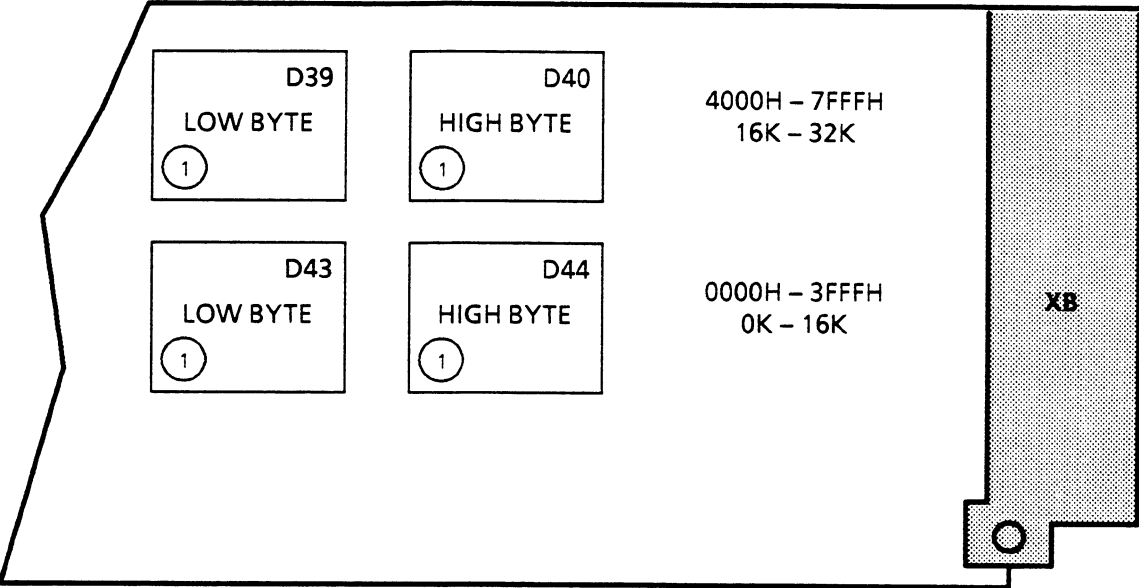 D39
LOW BYTE
1
D40
HIGH BYTE
1
4000H – 7FFFH
16K – 32K
D43
LOW BYTE
1
D44
HIGH BYTE
1
0000H – 3FFFH
0K – 16K
XB